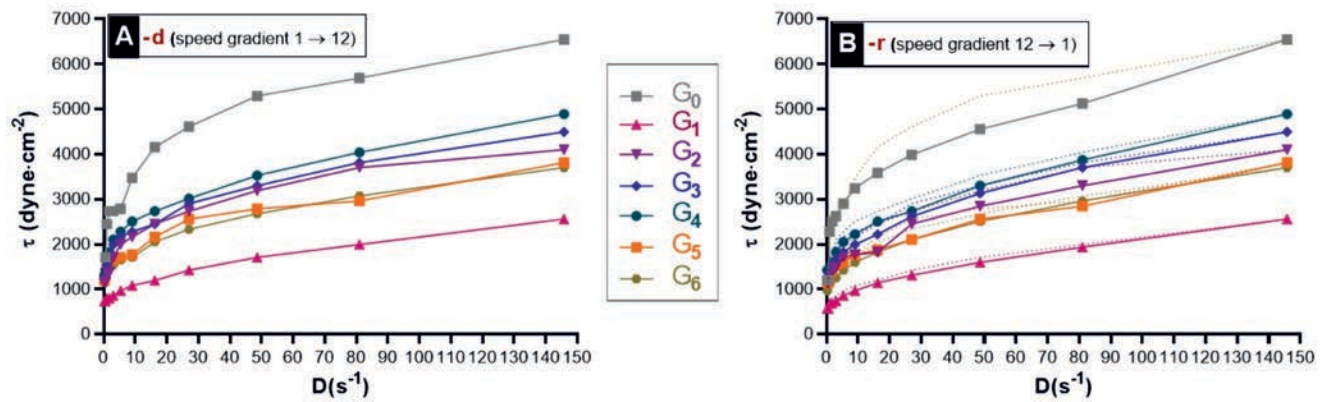 A -d (speed gradient 1 → 12)
7000
6000
5000
4000
3000
2000
1000
0
τ (dyne·cm⁻²)
0 10 20 30 40 50 60 70 80 90 100 110 120 130 140 150
D(s⁻¹)
G₀
G₁
G₂
G₃
G₄
G₅
G₆
B -r (speed gradient 12 → 1)
7000
6000
5000
4000
3000
2000
1000
0
τ (dyne·cm⁻²)
0 10 20 30 40 50 60 70 80 90 100 110 120 130 140 150
D(s⁻¹)